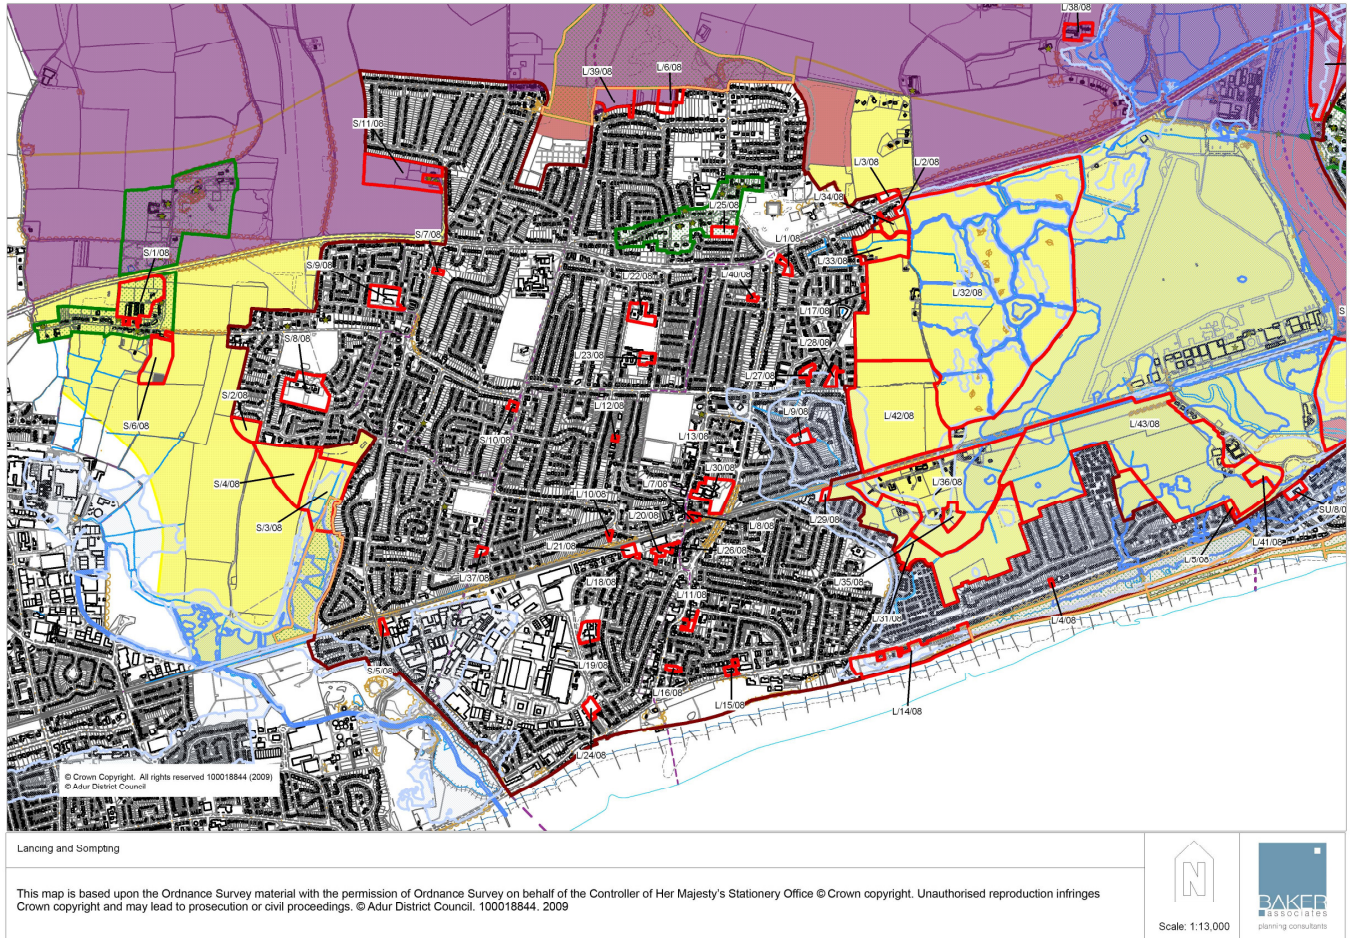 L/38/08
L/39/08
L/6/08
S/11/08
L/3/08
L/2/08
L/34/08
L/25/08
S/7/08
L/1/08
S/1/08
S/9/08
L/33/08
L/22/08
L/40/08
L/32/08
L/17/08
S/8/08
L/28/08
L/23/08
L/27/08
S/2/08
L/12/08
L/9/08
L/42/08
L/43/08
S/6/08
L/13/08
S/10/08
L/30/08
S/4/08
L/7/08
L/36/08
L/10/08
L/20/08
S/3/08
L/8/08
L/29/08
SU/8/0
L/21/08
L/26/08
L/41/08
L/5/08
L/37/08
L/18/08
L/35/08
L/11/08
L/31/08
L/4/08
L/19/08
S/5/08
L/16/08
L/15/08
L/14/08
L/24/08
© Crown Copyright. All rights reserved 100018844 (2009)
© Adur District Council
Lancing and Sompting
This map is based upon the Ordnance Survey material with the permission of Ordnance Survey on behalf of the Controller of Her Majesty's Stationery Office © Crown copyright. Unauthorised reproduction infringes
Crown copyright and may lead to prosecution or civil proceedings. © Adur District Council. 100018844. 2009
N
Scale: 1:13,000
BAKER
associates
planning consultants